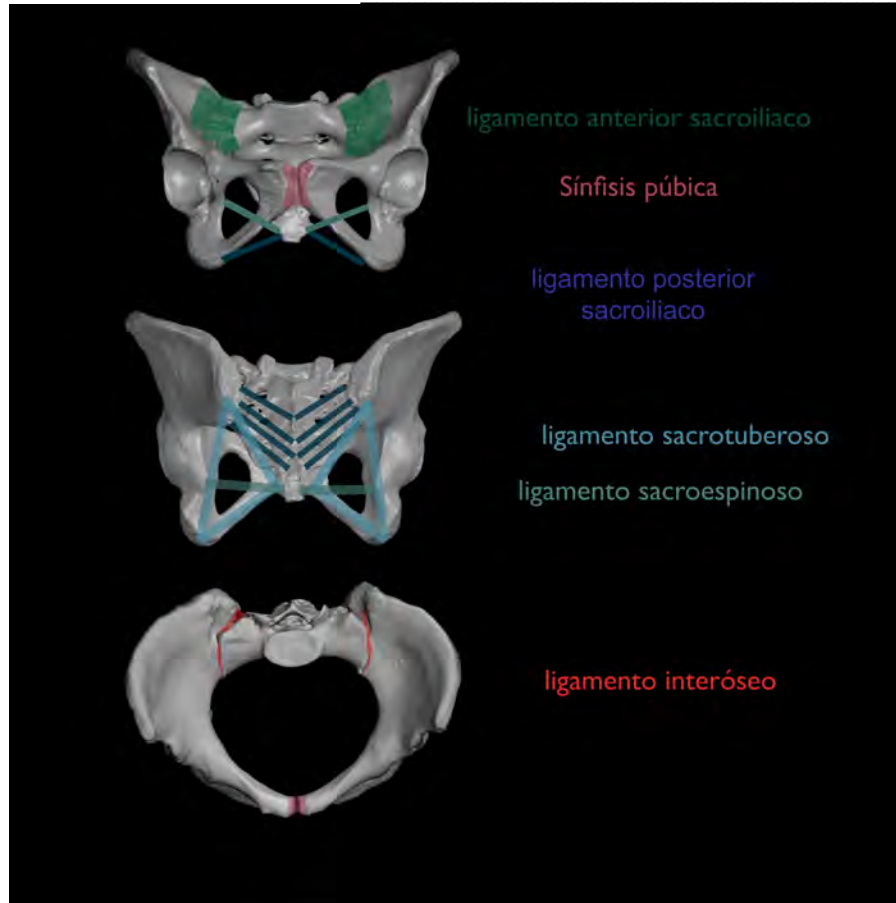 ligamento anterior sacroiliaco
Sínfisis púbica
ligamento posterior
sacroiliaco
ligamento sacrotuberoso
ligamento sacroespinoso
ligamento interóseo